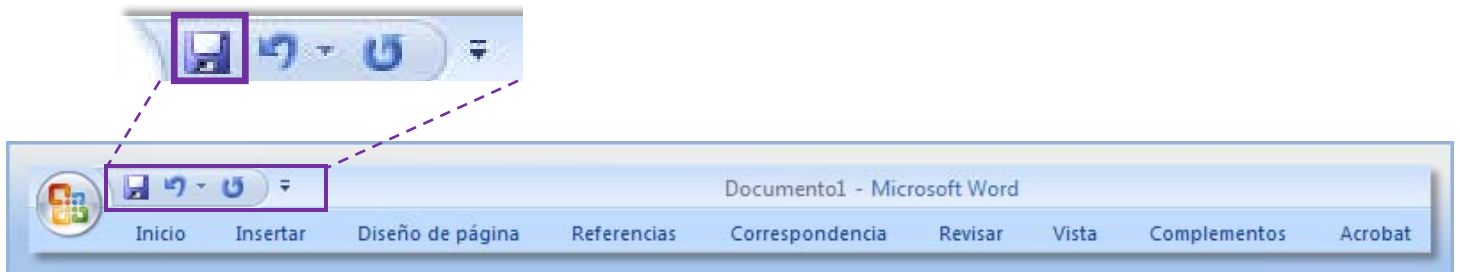 Documento1 - Microsoft Word
Inicio Insertar Diseño de página Referencias Correspondencia Revisar Vista Complementos Acrobat